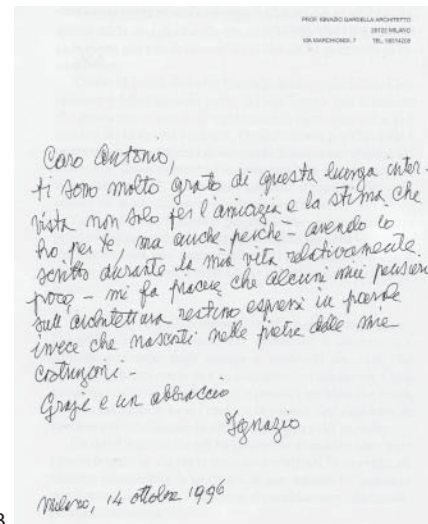 PROF. IGNAZIO GARDELLA ARCHITETTO
20122 MILANO
VIA MARCHIONDI, 7 TEL.
Caro Antonio,
ti sono molto grato di questa lunga inter-
vista non solo per l'amicizia e la stima che
ho per te, ma anche perché - avendo io
scritto durante la mia vita relativamente
poco - mi fa piacere che alcuni miei pensieri
sull'architettura restino espressi in parole
invece che nascosti nelle pietre delle mie
costruzioni -
Grazie e un abbraccio
Ignazio
Milano, 14 ottobre 1996
3